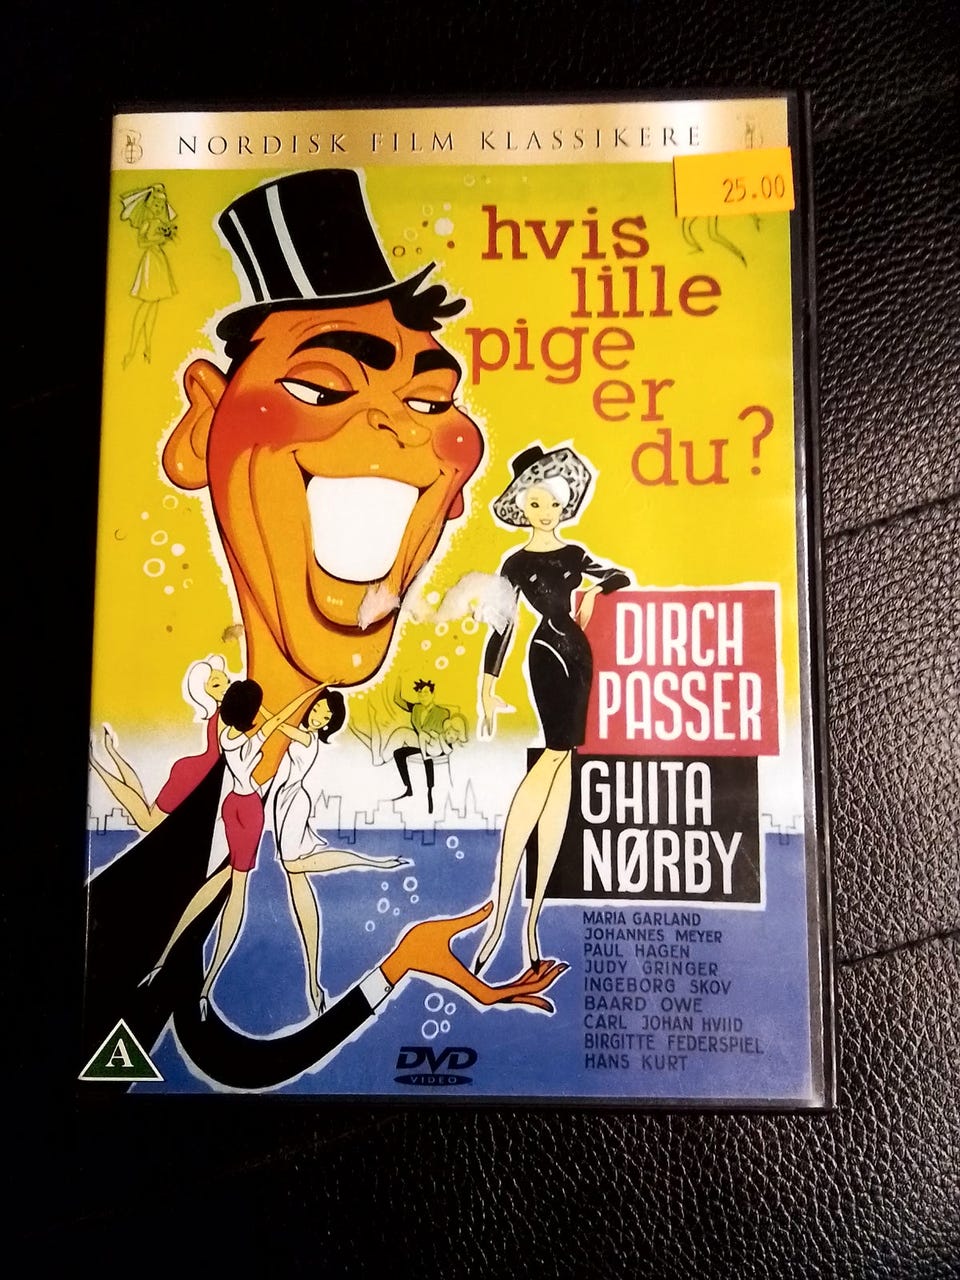 NORDISK FILM KLASSIKERE
25.00
hvis
lille
pige
er
du?
DIRCH
PASSER
GHITA
NØRBY
MARIA GARLAND
JOHANNES MEYER
PAUL HAGEN
JUDY GRINGER
INGEBORG SKOV
BAARD OWE
CARL JOHAN HVIID
BIRGITTE FEDERSPIEL
HANS KURT
A
DVD
VIDEO